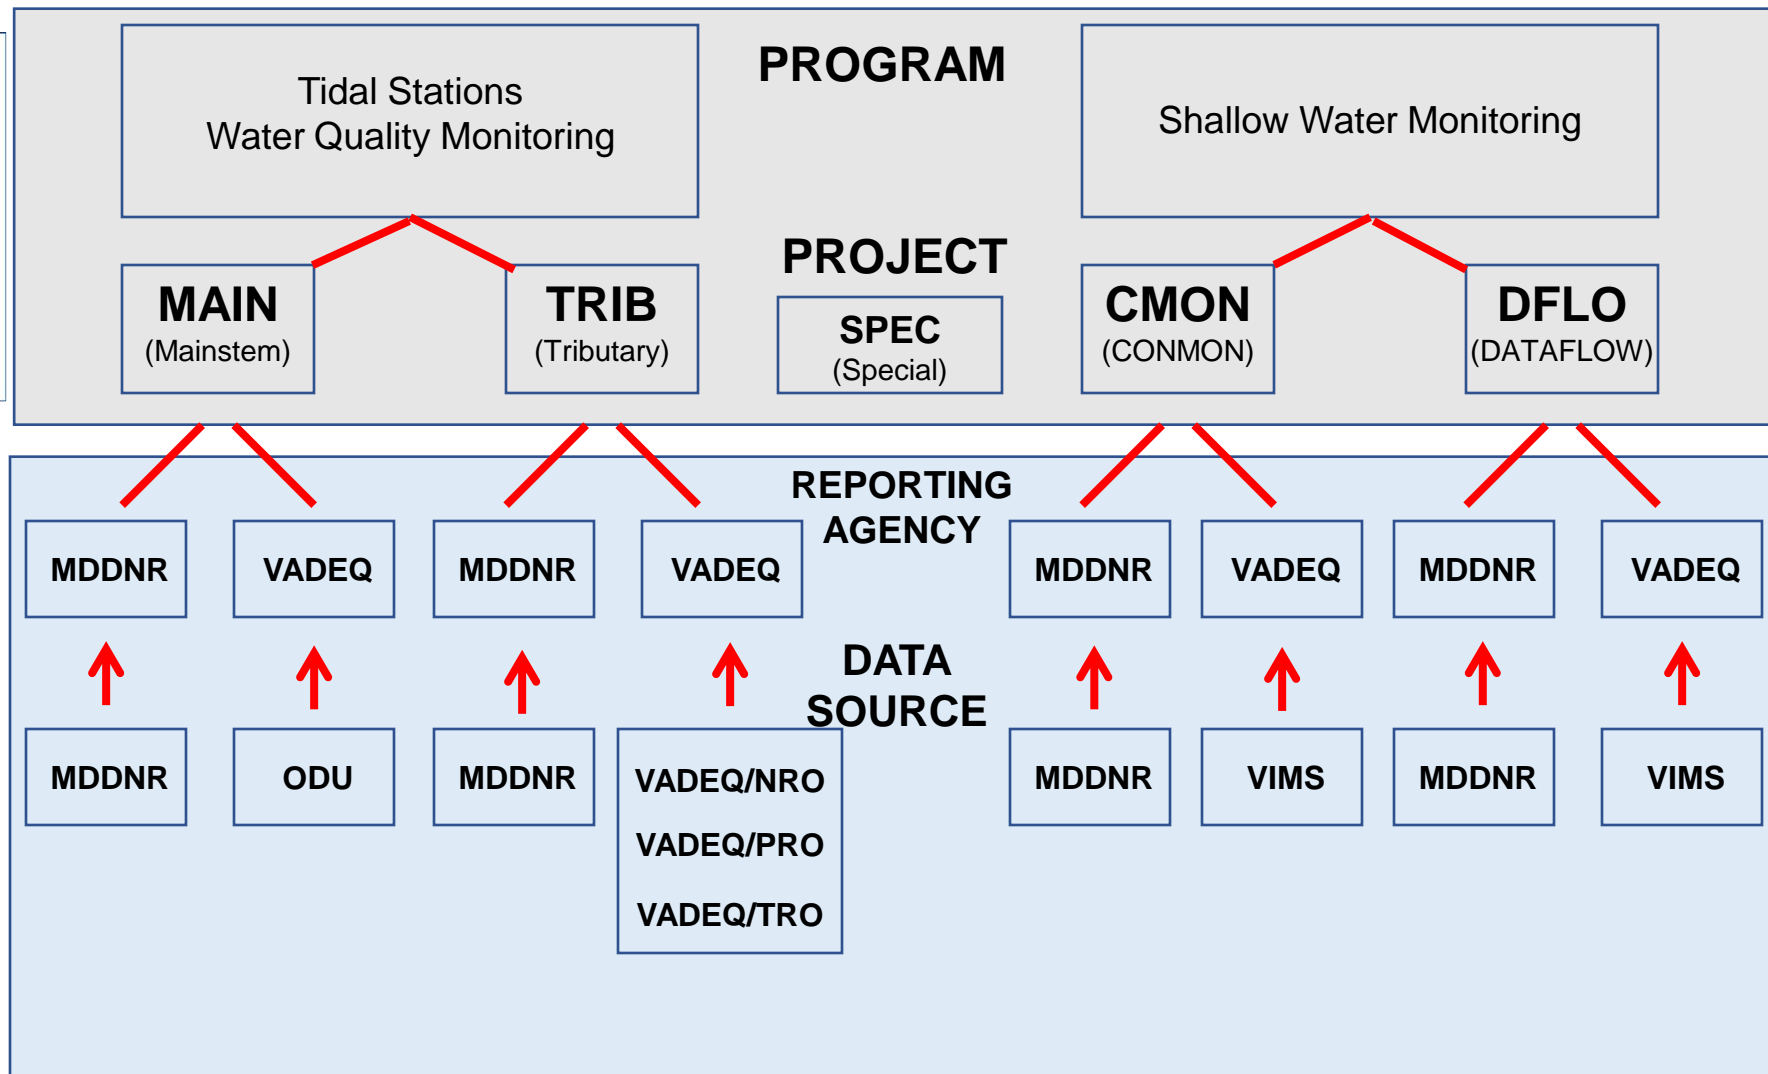 PROGRAM
Tidal Stations
Water Quality Monitoring
Shallow Water Monitoring
PROJECT
MAIN
(Mainstem)
TRIB
(Tributary)
SPEC
(Special)
CMON
(CONMON)
DFLO
(DATAFLOW)
REPORTING
AGENCY
MDDNR
VADEQ
MDDNR
VADEQ
MDDNR
VADEQ
MDDNR
VADEQ
DATA
SOURCE
MDDNR
ODU
MDDNR
VADEQ/NRO
VADEQ/PRO
VADEQ/TRO
MDDNR
VIMS
MDDNR
VIMS